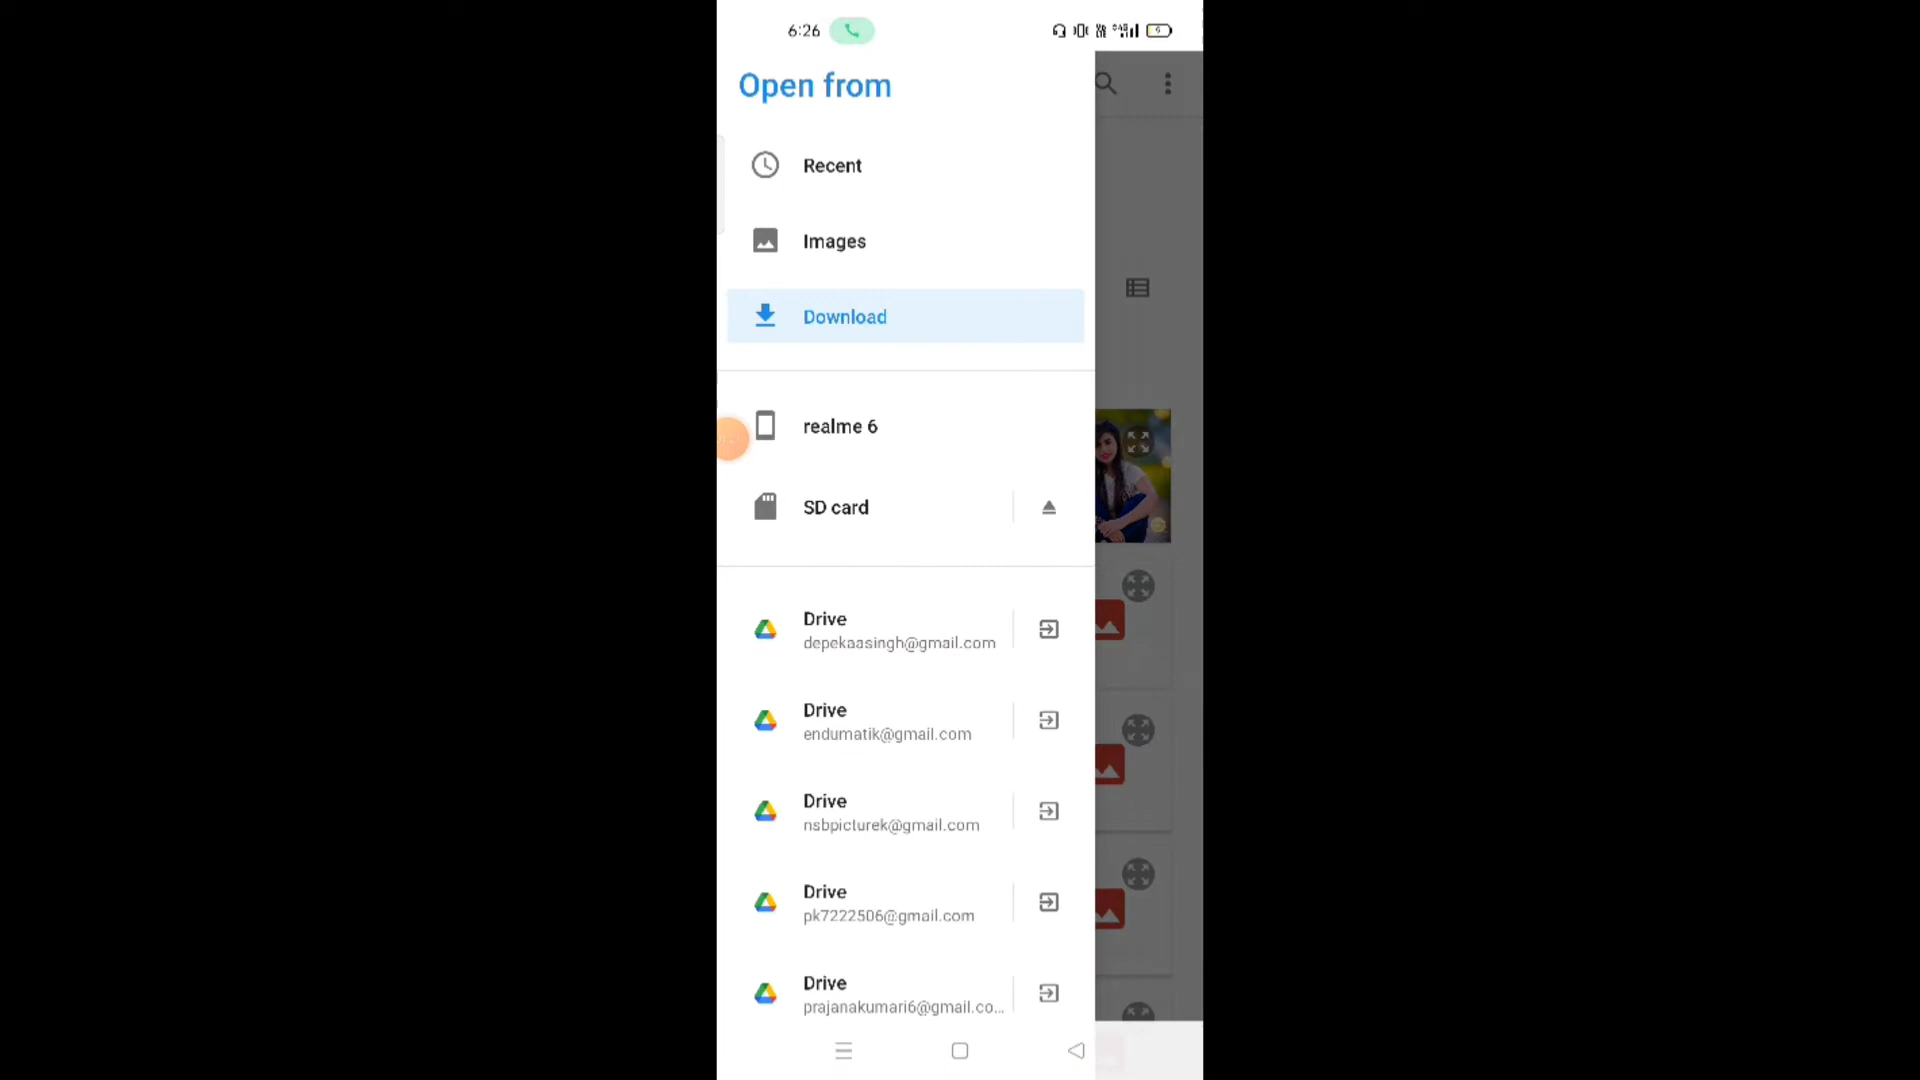 6:26
Open from
Recent
Images
Download
realme 6
SD card
Drive
depekaasingh@gmail.com
Drive
endumatik@gmail.com
Drive
nsbpicturek@gmail.com
Drive
pk7222506@gmail.com
Drive
prajanakumari6@gmail.co...